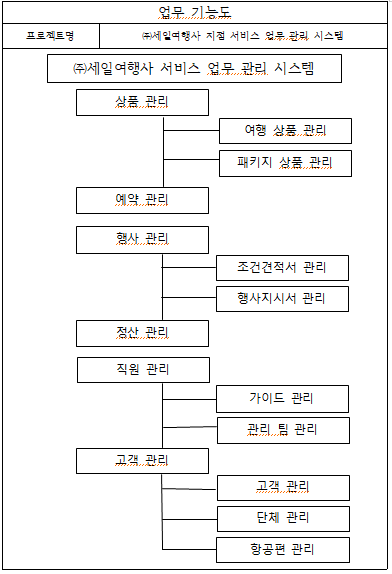 업무 기능도
프로젝트명
㈜세일여행사 지점 서비스 업무 관리 시스템
㈜세일여행사 서비스 업무 관리 시스템
상품 관리
여행 상품 관리
패키지 상품 관리
예약 관리
행사 관리
조건견적서 관리
행사지시서 관리
정산 관리
직원 관리
가이드 관리
관리 팀 관리
고객 관리
고객 관리
단체 관리
항공편 관리